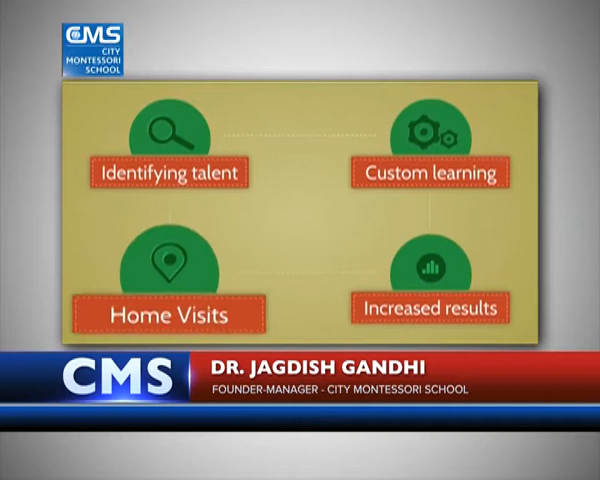 CMS
CITY
MONTESSORI
SCHOOL
Identifying talent
Custom learning
Home Visits
Increased results
CMS
DR. JAGDISH GANDHI
FOUNDER-MANAGER - CITY MONTESSORI SCHOOL